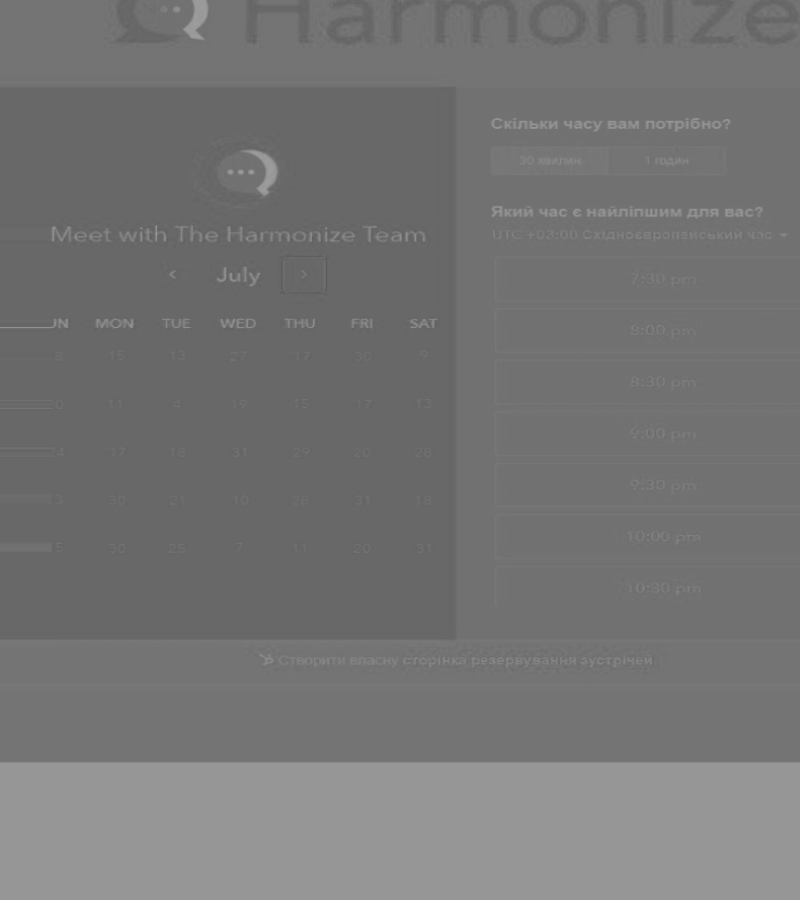 Harmonize
Meet with The Harmonize Team
July
MON TUE WED THU FRI SAT
8 15 13 27 17 30 9
0 11 4 19 15 17 13
4 17 18 31 29 20 28
3 30 21 10 28 31 18
5 30 25 7 11 20 31
Скільки часу вам потрібно?
30 хвилин 1 годин
Який час є найліпшим для вас?
UTC +03:00 Східноєвропейський час
7:30 pm
8:00 pm
8:30 pm
9:00 pm
9:30 pm
10:00 pm
10:30 pm
Створити власну сторінка резервування зустрічей